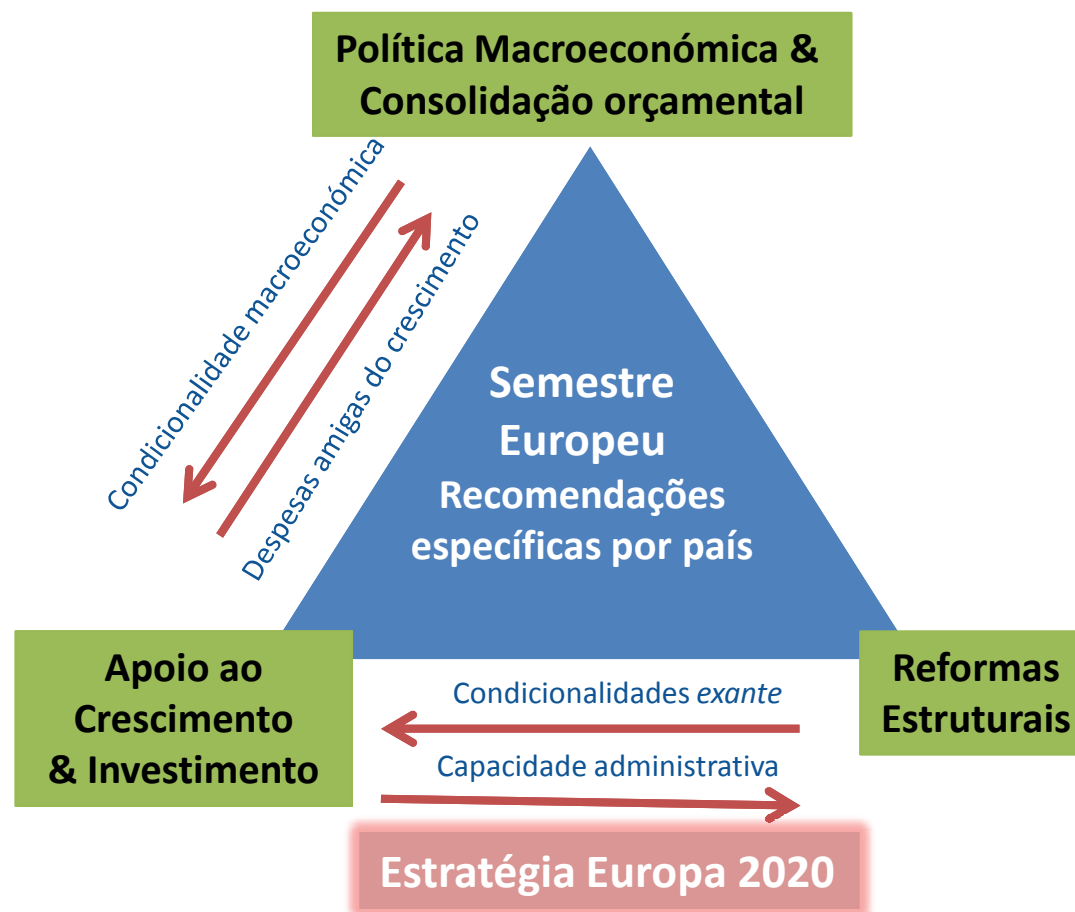 Política Macroeconómica &
Consolidação orçamental
Condicionalidade macroeconómica
Despesas amigas do crescimento
Semestre
Europeu
Recomendações
específicas por país
Apoio ao
Crescimento
& Investimento
Condicionalidades exante
Capacidade administrativa
Reformas
Estruturais
Estratégia Europa 2020